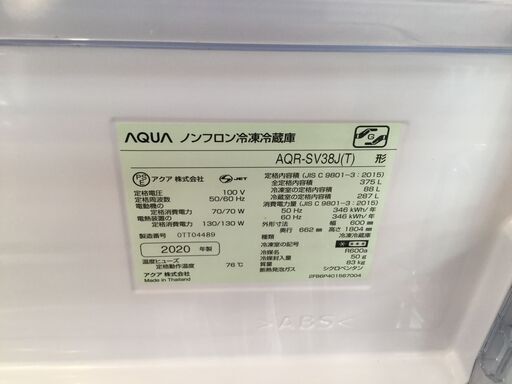 AQUA ノンフロン冷凍冷蔵庫
AQR-SV38J(T) 形
PS E アクア 株式会社 JET
定格電圧 100 V
定格周波数 50/60 Hz
電動機の
定格消費電力 70/70 W
電熱装置の
定格消費電力 130/130 W
製造番号 OTT04489
2020 年製
温度ヒューズ
定格動作温度 76℃
アクア 株式会社
Made in Thailand
定格内容積 (JIS C 9801-3:2015)
全定格内容積 375 L
冷凍室の定格内容積 88 L
冷蔵室の定格内容積 287 L
消費電力量 (JIS C 9801-3:2015)
50 Hz 346 kWh/年
60 Hz 346 kWh/年
外形寸法 幅 600 mm
奥行 662 mm 高さ 1804 mm
種類 冷凍冷蔵庫
冷凍室の記号
冷媒名 R600a
冷媒封入量 50 g
質量 83 kg
断熱発泡ガス シクロペンタン
2FB6P401567004
>ABS<